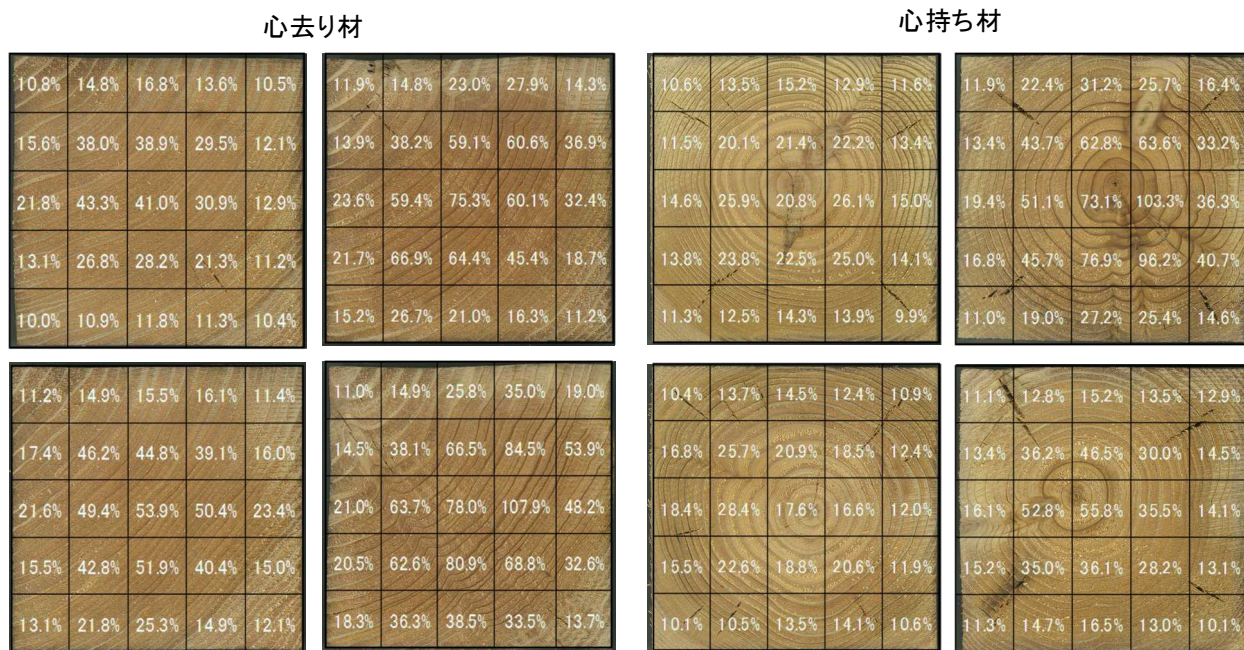 心去り材
心持ち材
10.8% 14.8% 16.8% 13.6% 10.5%
15.6% 38.0% 38.9% 29.5% 12.1%
21.8% 43.3% 41.0% 30.9% 12.9%
13.1% 26.8% 28.2% 21.3% 11.2%
10.0% 10.9% 11.8% 11.3% 10.4%
11.9% 14.8% 23.0% 27.9% 14.3%
13.9% 38.2% 59.1% 60.6% 36.9%
23.6% 59.4% 75.3% 60.1% 32.4%
21.7% 66.9% 64.4% 45.4% 18.7%
15.2% 26.7% 21.0% 16.3% 11.2%
10.6% 13.5% 15.2% 12.9% 11.6%
11.5% 20.1% 21.4% 22.2% 13.4%
14.6% 25.9% 20.8% 26.1% 15.0%
13.8% 23.8% 22.5% 25.0% 14.1%
11.3% 12.5% 14.3% 13.9% 9.9%
11.9% 22.4% 31.2% 25.7% 16.4%
13.4% 43.7% 62.8% 63.6% 33.2%
19.4% 51.1% 73.1% 103.3% 36.3%
16.8% 45.7% 76.9% 96.2% 40.7%
11.0% 19.0% 27.2% 25.4% 14.6%
11.2% 14.9% 15.5% 16.1% 11.4%
17.4% 46.2% 44.8% 39.1% 16.0%
21.6% 49.4% 53.9% 50.4% 23.4%
15.5% 42.8% 51.9% 40.4% 15.0%
13.1% 21.8% 25.3% 14.9% 12.1%
11.0% 14.9% 25.8% 35.0% 19.0%
14.5% 38.1% 66.5% 84.5% 53.9%
21.0% 63.7% 78.0% 107.9% 48.2%
20.5% 62.6% 80.9% 68.8% 32.6%
18.3% 36.3% 38.5% 33.5% 13.7%
10.4% 13.7% 14.5% 12.4% 10.9%
16.8% 25.7% 20.9% 18.5% 12.4%
18.4% 28.4% 17.6% 16.6% 12.0%
15.5% 22.6% 18.8% 20.6% 11.9%
10.1% 10.5% 13.5% 14.1% 10.6%
11.1% 12.8% 15.2% 13.5% 12.9%
13.4% 36.2% 46.5% 30.0% 14.5%
16.1% 52.8% 55.8% 35.5% 14.1%
15.2% 35.0% 36.1% 28.2% 13.1%
11.3% 14.7% 16.5% 13.0% 10.1%